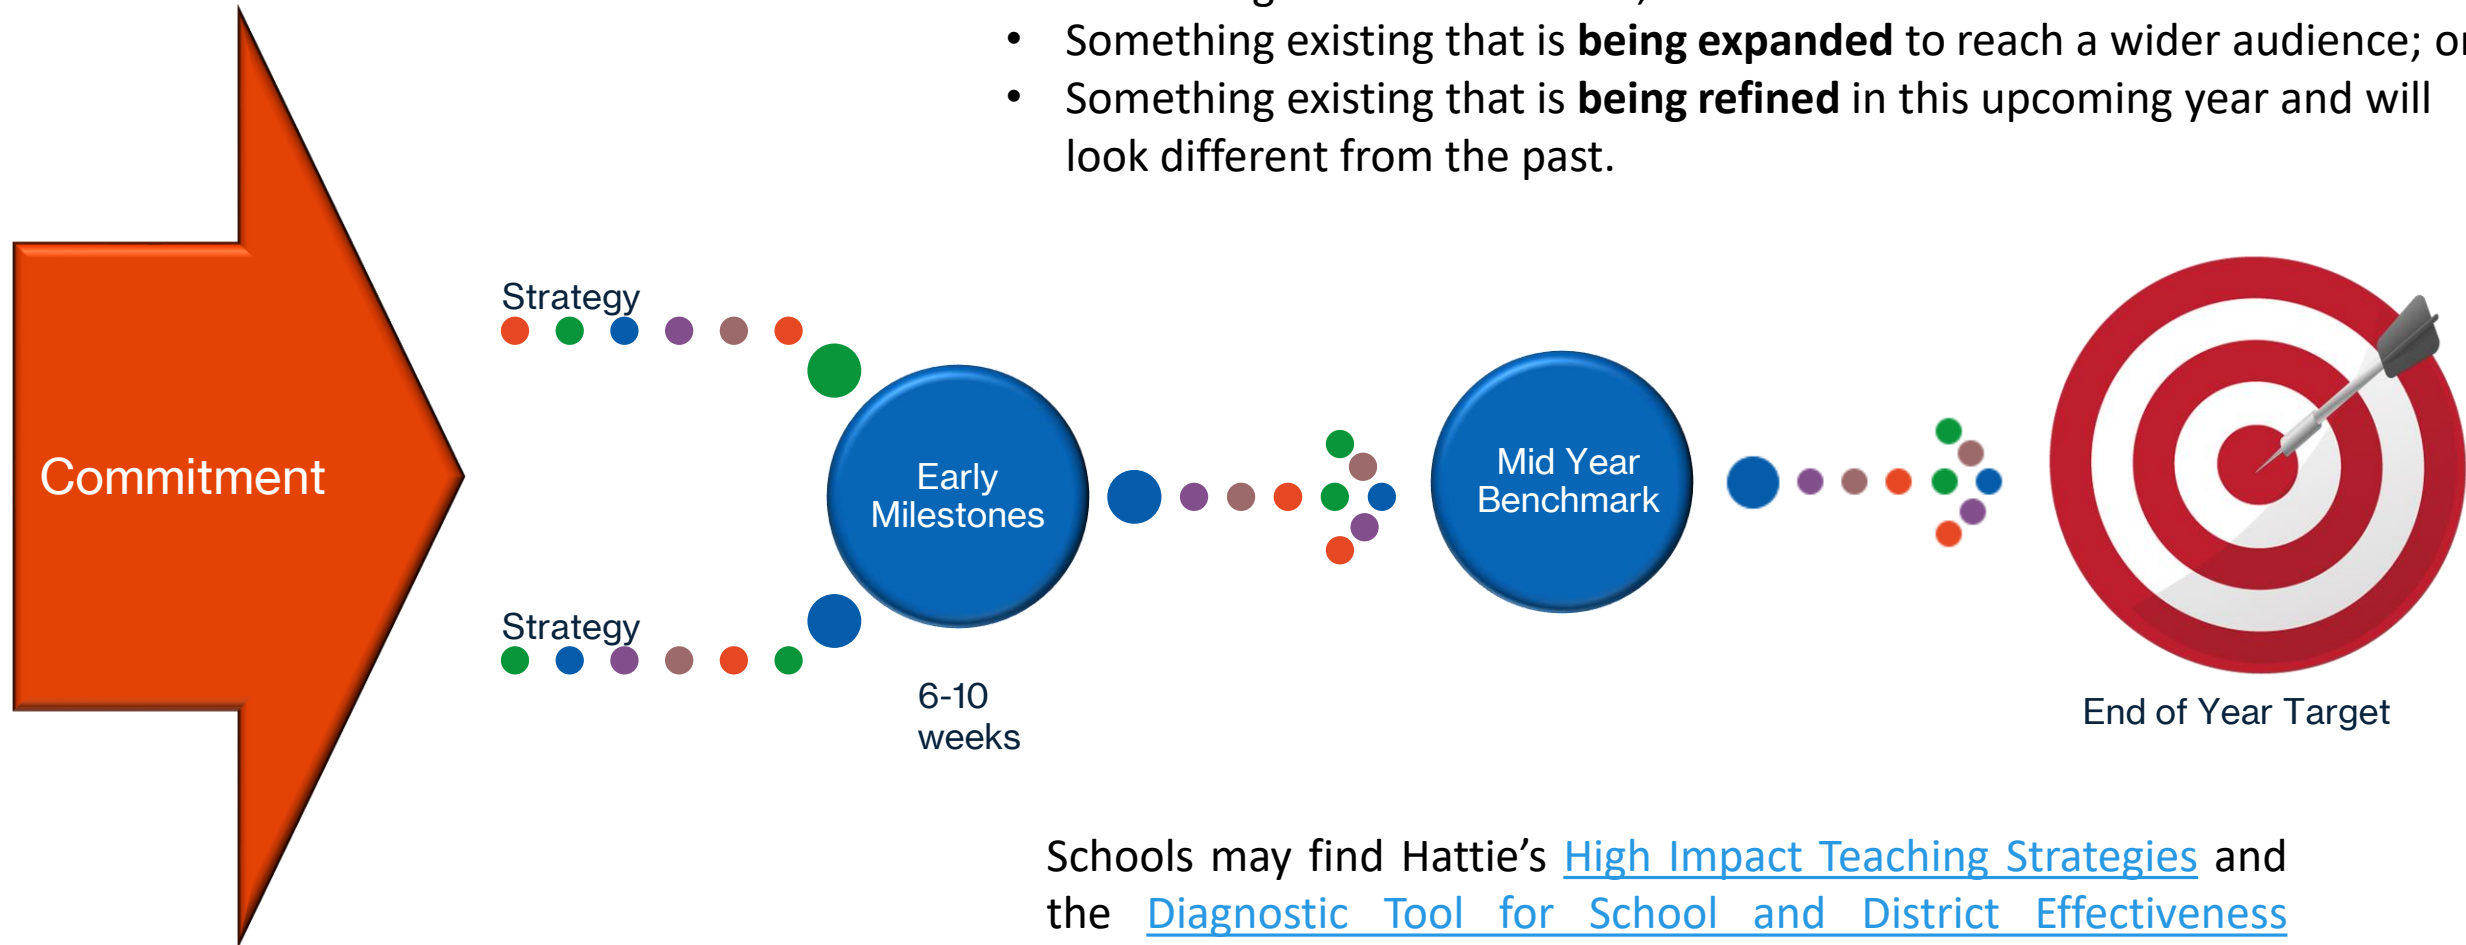 • Something existing that is being expanded to reach a wider audience; or
• Something existing that is being refined in this upcoming year and will
look different from the past.
Strategy
Commitment
Early
Milestones
Mid Year
Benchmark
Strategy
6-10
weeks
End of Year Target
Schools may find Hattie’s High Impact Teaching Strategies and
the Diagnostic Tool for School and District Effectiveness